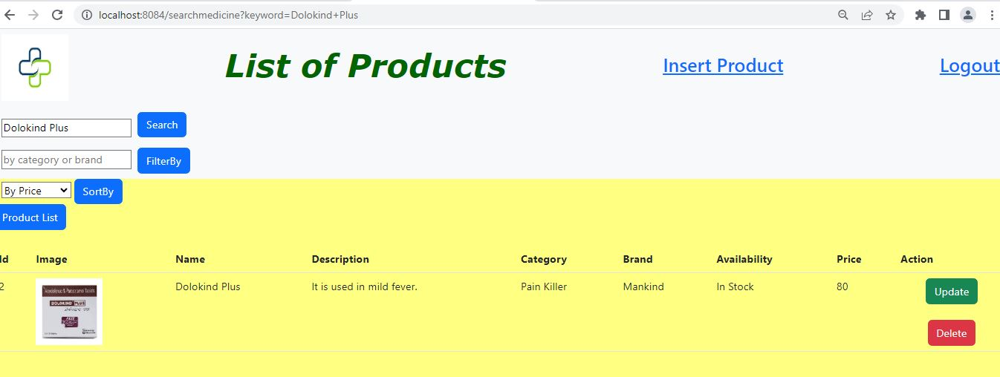 localhost:8084/searchmedicine?keyword=Dolokind+Plus
List of Products Insert Product Logout
Dolokind Plus Search
by category or brand FilterBy
By Price SortBy
Product List
Id Image Name Description Category Brand Availability Price Action
2 Dolokind Plus It is used in mild fever. Pain Killer Mankind In Stock 80 Update
DOLOKIND PLUS
Delete